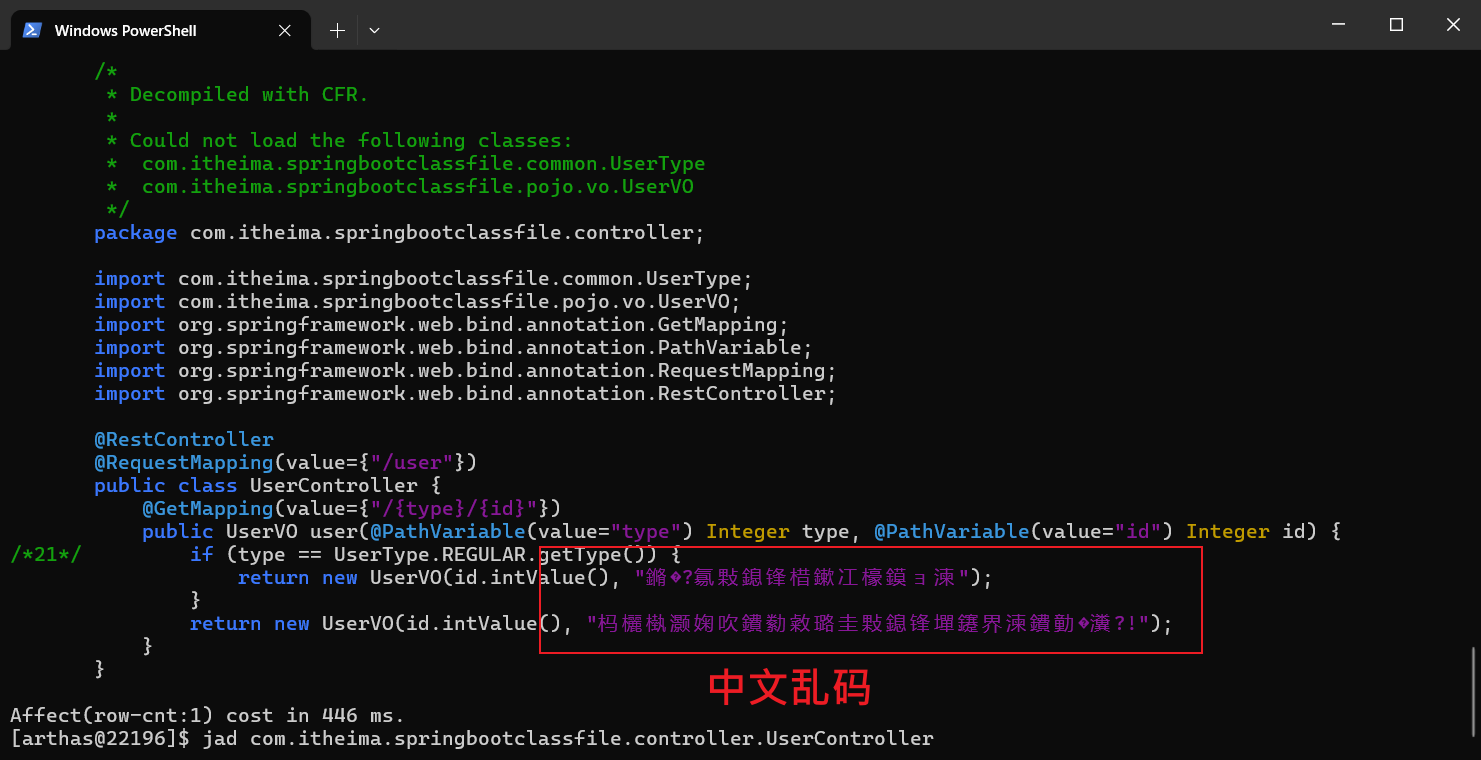 Windows PowerShell
/*
 * Decompiled with CFR.
 *
 * Could not load the following classes:
 *  com.itheima.springbootclassfile.common.UserType
 *  com.itheima.springbootclassfile.pojo.vo.UserVO
 */
package com.itheima.springbootclassfile.controller;
import com.itheima.springbootclassfile.common.UserType;
import com.itheima.springbootclassfile.pojo.vo.UserVO;
import org.springframework.web.bind.annotation.GetMapping;
import org.springframework.web.bind.annotation.PathVariable;
import org.springframework.web.bind.annotation.RequestMapping;
import org.springframework.web.bind.annotation.RestController;
@RestController
@RequestMapping(value={"/user"})
public class UserController {
@GetMapping(value={"/{type}/{id}"})
public UserVO user(@PathVariable(value="type") Integer type, @PathVariable(value="id") Integer id) {
/*21*/ if (type == UserType.REGULAR.getType()) {
return new UserVO(id.intValue(), "");
}
return new UserVO(id.intValue(), "");
}
}
中文乱码
Affect(row-cnt:1) cost in 446 ms.
[arthas@22196]$ jad com.itheima.springbootclassfile.controller.UserController